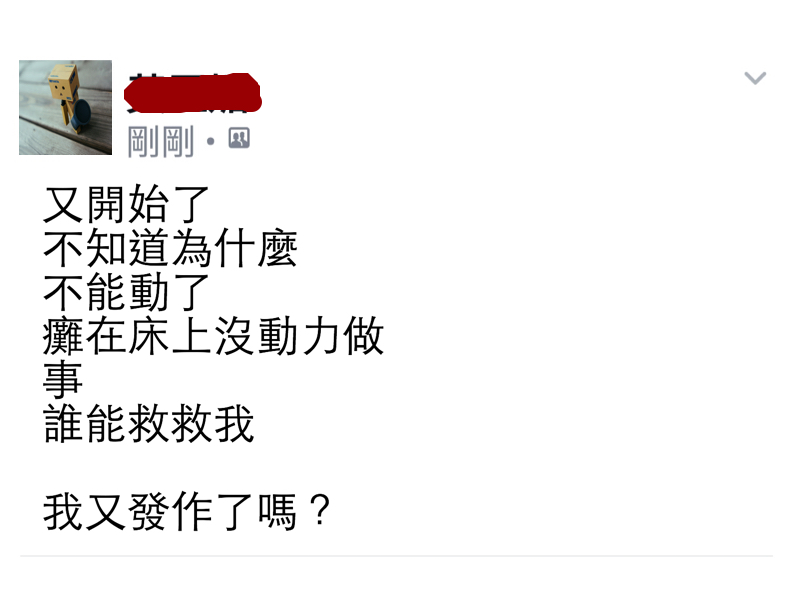 剛剛
又開始了
不知道為什麼
不能動了
癱在床上沒動力做
事
誰能救救我
我又發作了嗎？